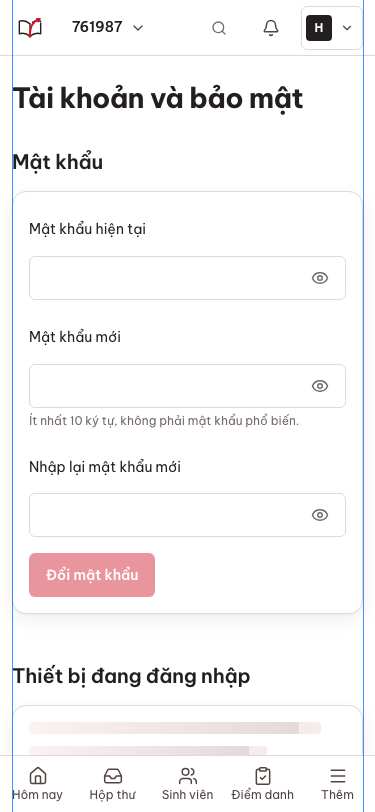 761987
H
Tài khoản và bảo mật
Mật khẩu
Mật khẩu hiện tại
Mật khẩu mới
Ít nhất 10 ký tự, không phải mật khẩu phổ biến.
Nhập lại mật khẩu mới
Đổi mật khẩu
Thiết bị đang đăng nhập
Hôm nay Hộp thư Sinh viên Điểm danh Thêm